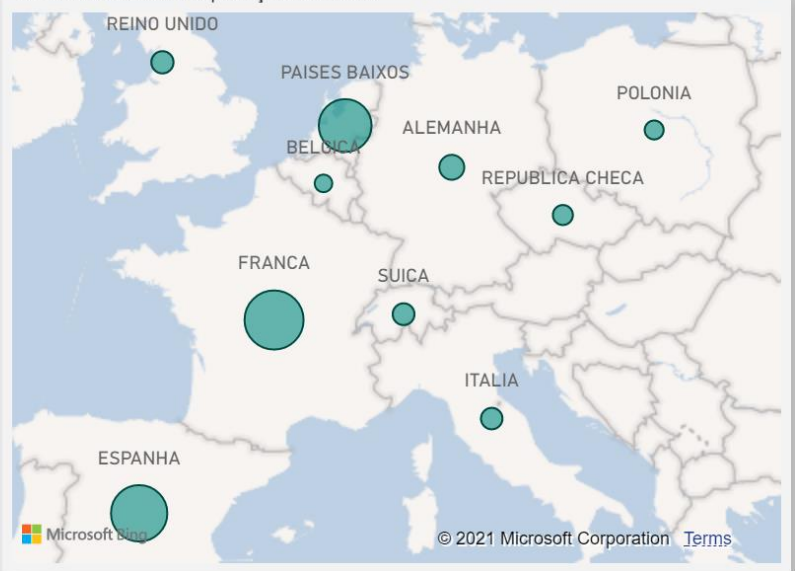 REINO UNIDO
PAISES BAIXOS
POLONIA
ALEMANHA
BELGICA
REPUBLICA CHECA
FRANCA
SUICA
ITALIA
ESPANHA
Microsoft Bing
© 2021 Microsoft Corporation Terms